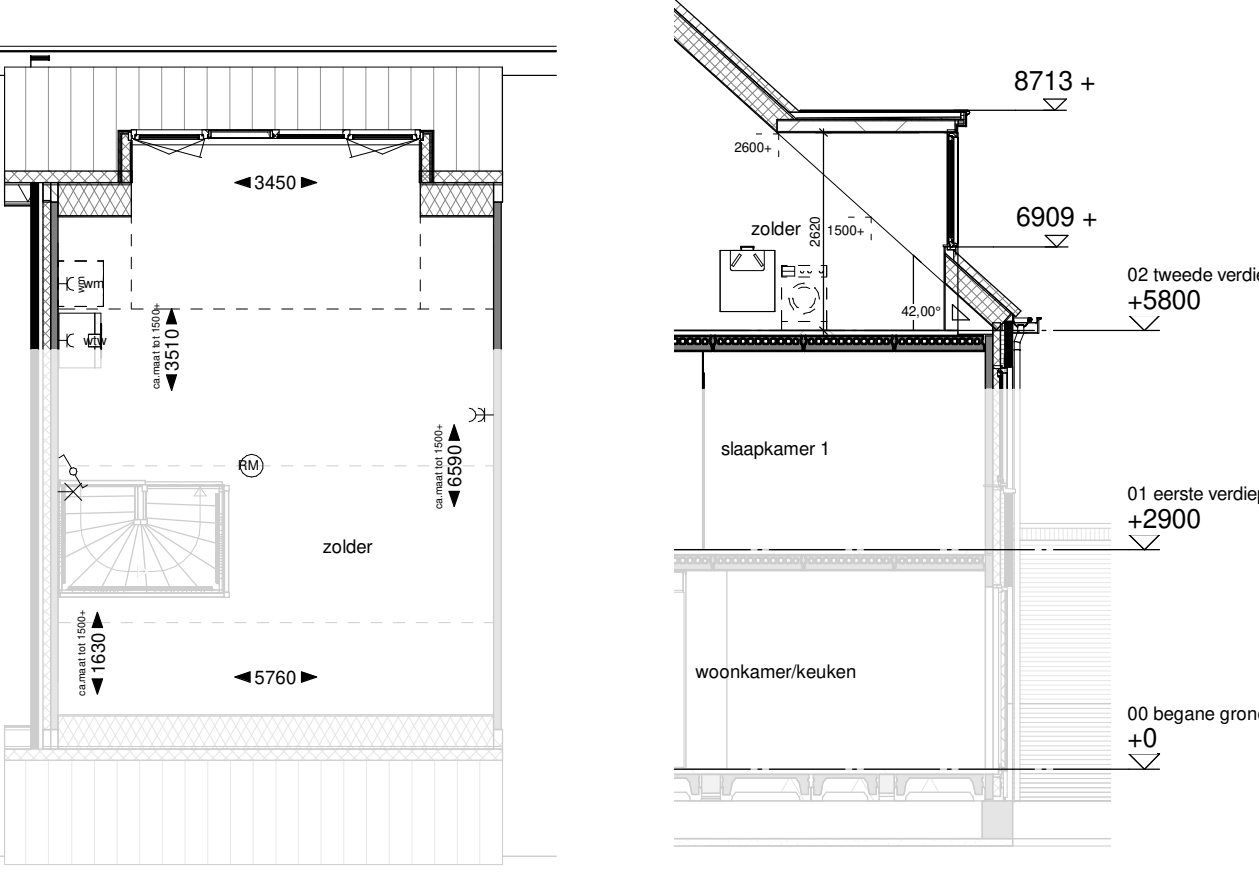 3450
wm
wm
ca.maat tot 1500+
3510
wtw
ca.maat tot 1500+
6590
RM
zolder
ca.maat tot 1500+
1630
5760
8713 +
2600+
6909 +
zolder
2620
1500+
42,00°
02 tweede verdie
+5800
slaapkamer 1
01 eerste verdiep
+2900
woonkamer/keuken
00 begane grond
+0